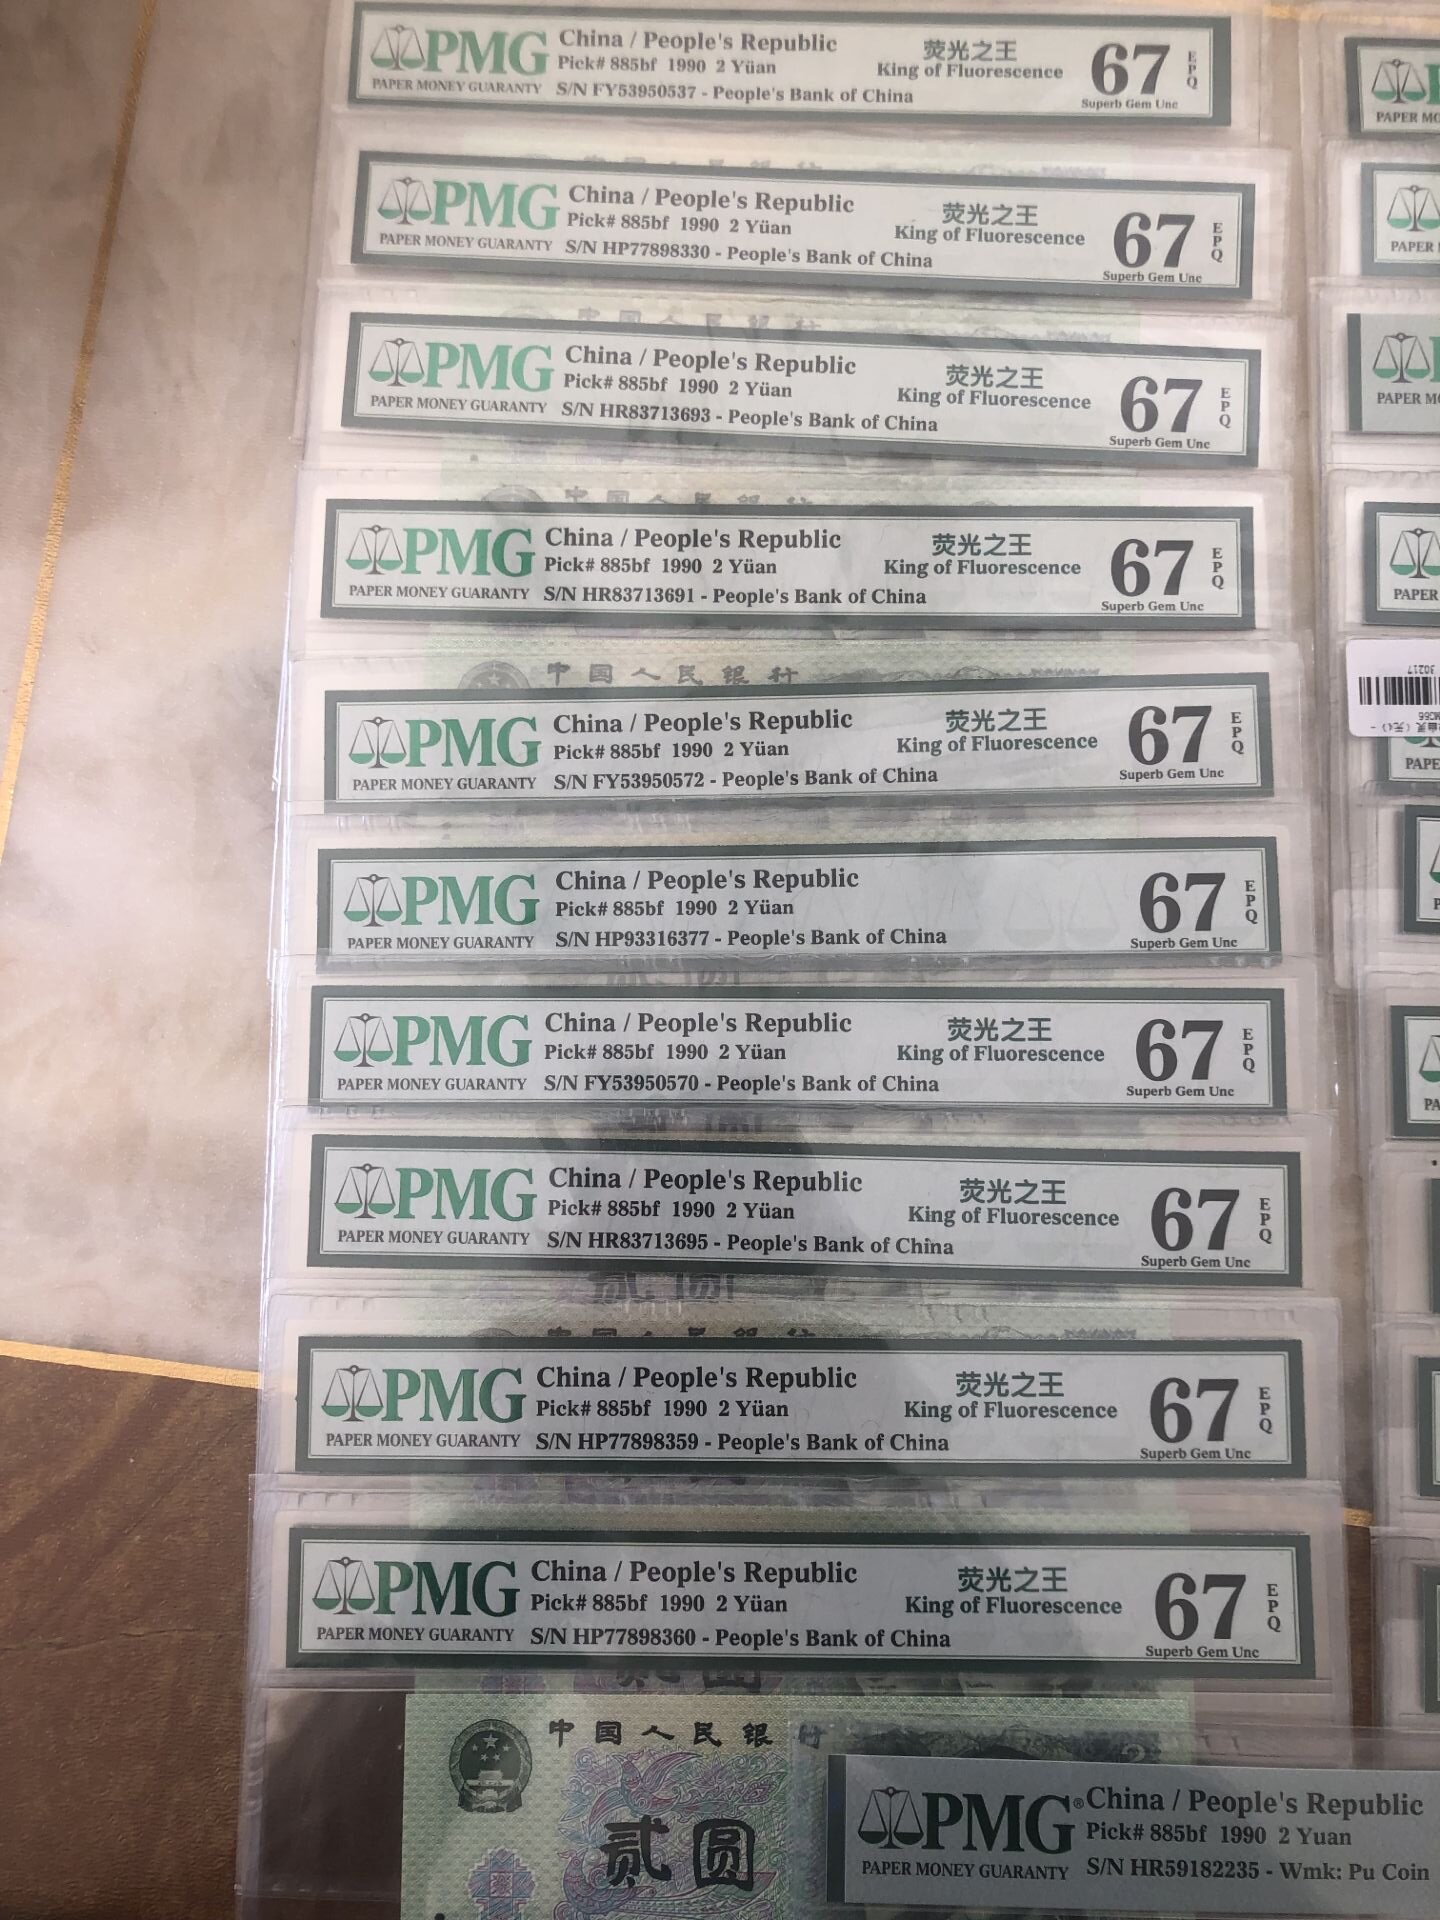 PMG
PAPER MONEY GUARANTY
China / People's Republic
Pick# 885bf 1990 2 Yüan
S/N FY53950537 - People's Bank of China
荧光之王
King of Fluorescence
67
EPQ
Superb Gem Unc
PMG
PAPER MONEY GUARANTY
China / People's Republic
Pick# 885bf 1990 2 Yüan
S/N HP77898330 - People's Bank of China
荧光之王
King of Fluorescence
67
EPQ
Superb Gem Unc
PMG
PAPER MONEY GUARANTY
China / People's Republic
Pick# 885bf 1990 2 Yüan
S/N HR83713693 - People's Bank of China
荧光之王
King of Fluorescence
67
EPQ
Superb Gem Unc
PMG
PAPER MONEY GUARANTY
China / People's Republic
Pick# 885bf 1990 2 Yüan
S/N HR83713691 - People's Bank of China
荧光之王
King of Fluorescence
67
EPQ
Superb Gem Unc
中国人民银行
PMG
PAPER MONEY GUARANTY
China / People's Republic
Pick# 885bf 1990 2 Yüan
S/N FY53950572 - People's Bank of China
荧光之王
King of Fluorescence
67
EPQ
Superb Gem Unc
PMG
PAPER MONEY GUARANTY
China / People's Republic
Pick# 885bf 1990 2 Yüan
S/N HP93316377 - People's Bank of China
67
EPQ
Superb Gem Unc
PMG
PAPER MONEY GUARANTY
China / People's Republic
Pick# 885bf 1990 2 Yüan
S/N FY53950570 - People's Bank of China
荧光之王
King of Fluorescence
67
EPQ
Superb Gem Unc
PMG
PAPER MONEY GUARANTY
China / People's Republic
Pick# 885bf 1990 2 Yüan
S/N HR83713695 - People's Bank of China
荧光之王
King of Fluorescence
67
EPQ
Superb Gem Unc
PMG
PAPER MONEY GUARANTY
China / People's Republic
Pick# 885bf 1990 2 Yüan
S/N HP77898359 - People's Bank of China
荧光之王
King of Fluorescence
67
EPQ
Superb Gem Unc
PMG
PAPER MONEY GUARANTY
China / People's Republic
Pick# 885bf 1990 2 Yüan
S/N HP77898360 - People's Bank of China
荧光之王
King of Fluorescence
67
EPQ
Superb Gem Unc
中国人民银行
贰圆
PMG®
PAPER MONEY GUARANTY
China / People's Republic
Pick# 885bf 1990 2 Yuan
S/N HR59182235 - Wmk: Pu Coin
PAPER
PAPER
30217